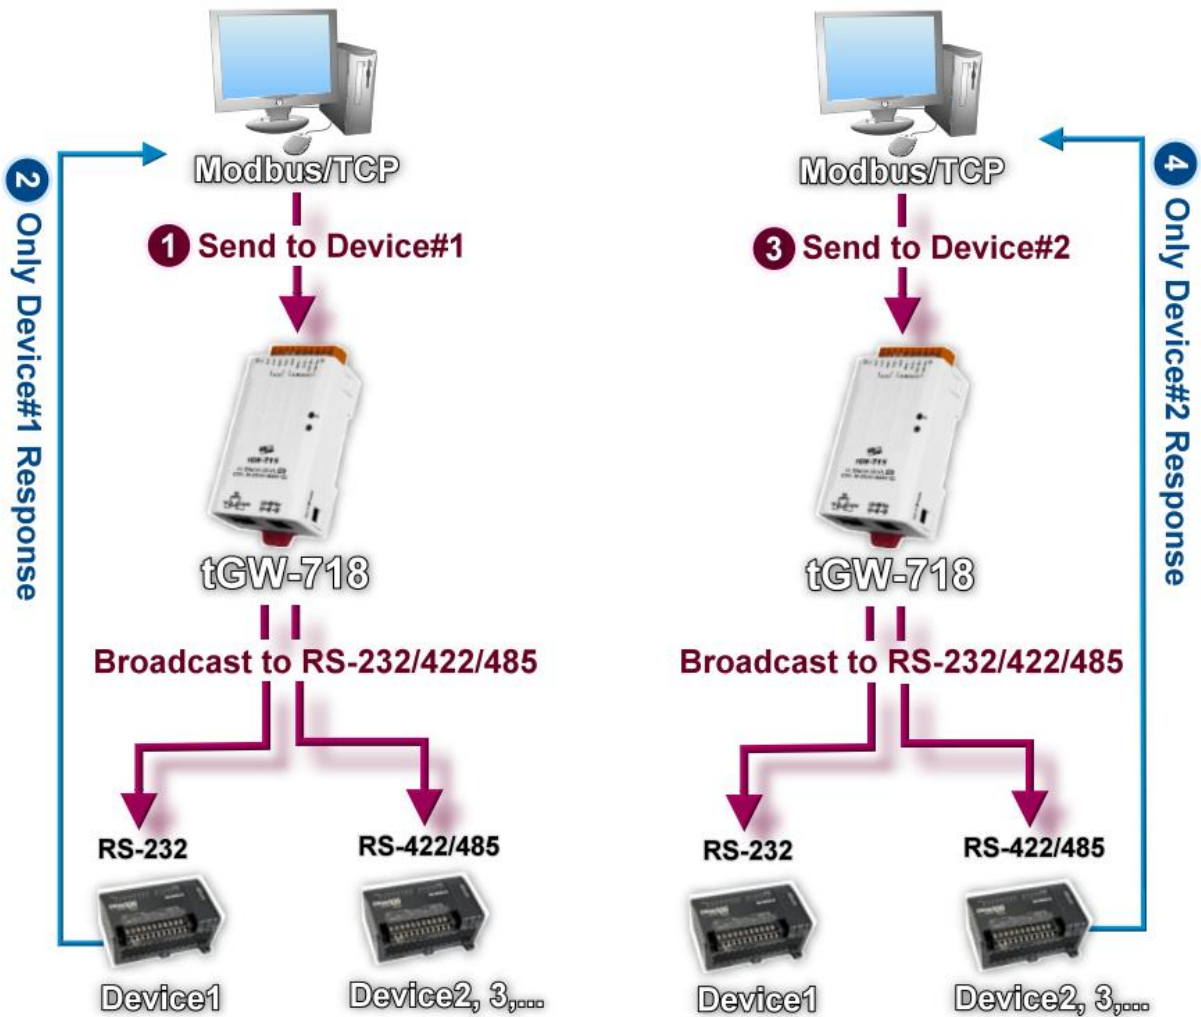 Modbus/TCP
1 Send to Device#1
2 Only Device#1 Response
tGW-718
Broadcast to RS-232/422/485
RS-232
RS-422/485
Device1
Device2, 3,...
Modbus/TCP
3 Send to Device#2
4 Only Device#2 Response
tGW-718
Broadcast to RS-232/422/485
RS-232
RS-422/485
Device1
Device2, 3,...